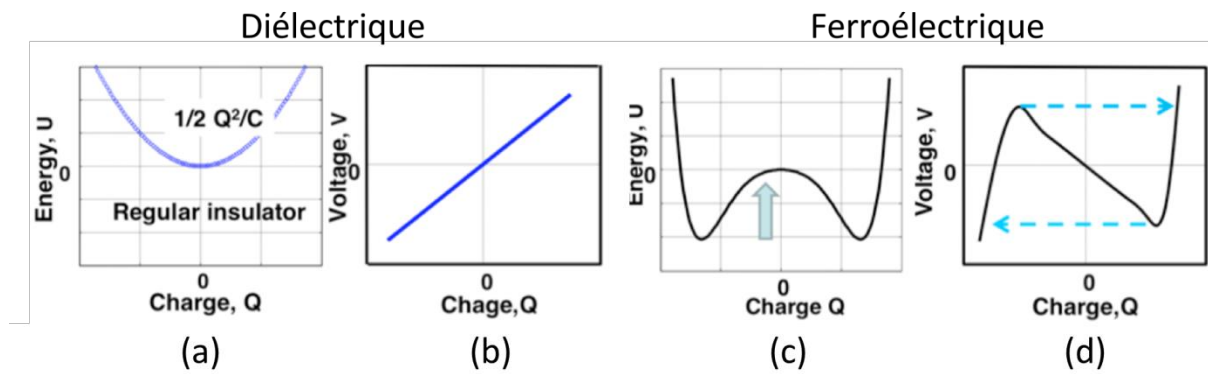 Diélectrique
Ferroélectrique
Energy, U
0
1/2 Q²/C
Regular insulator
0
Charge, Q
(a)
Voltage, V
0
0
Chage,Q
(b)
Energy, U
0
0
Charge Q
(c)
Voltage, V
0
0
Charge,Q
(d)